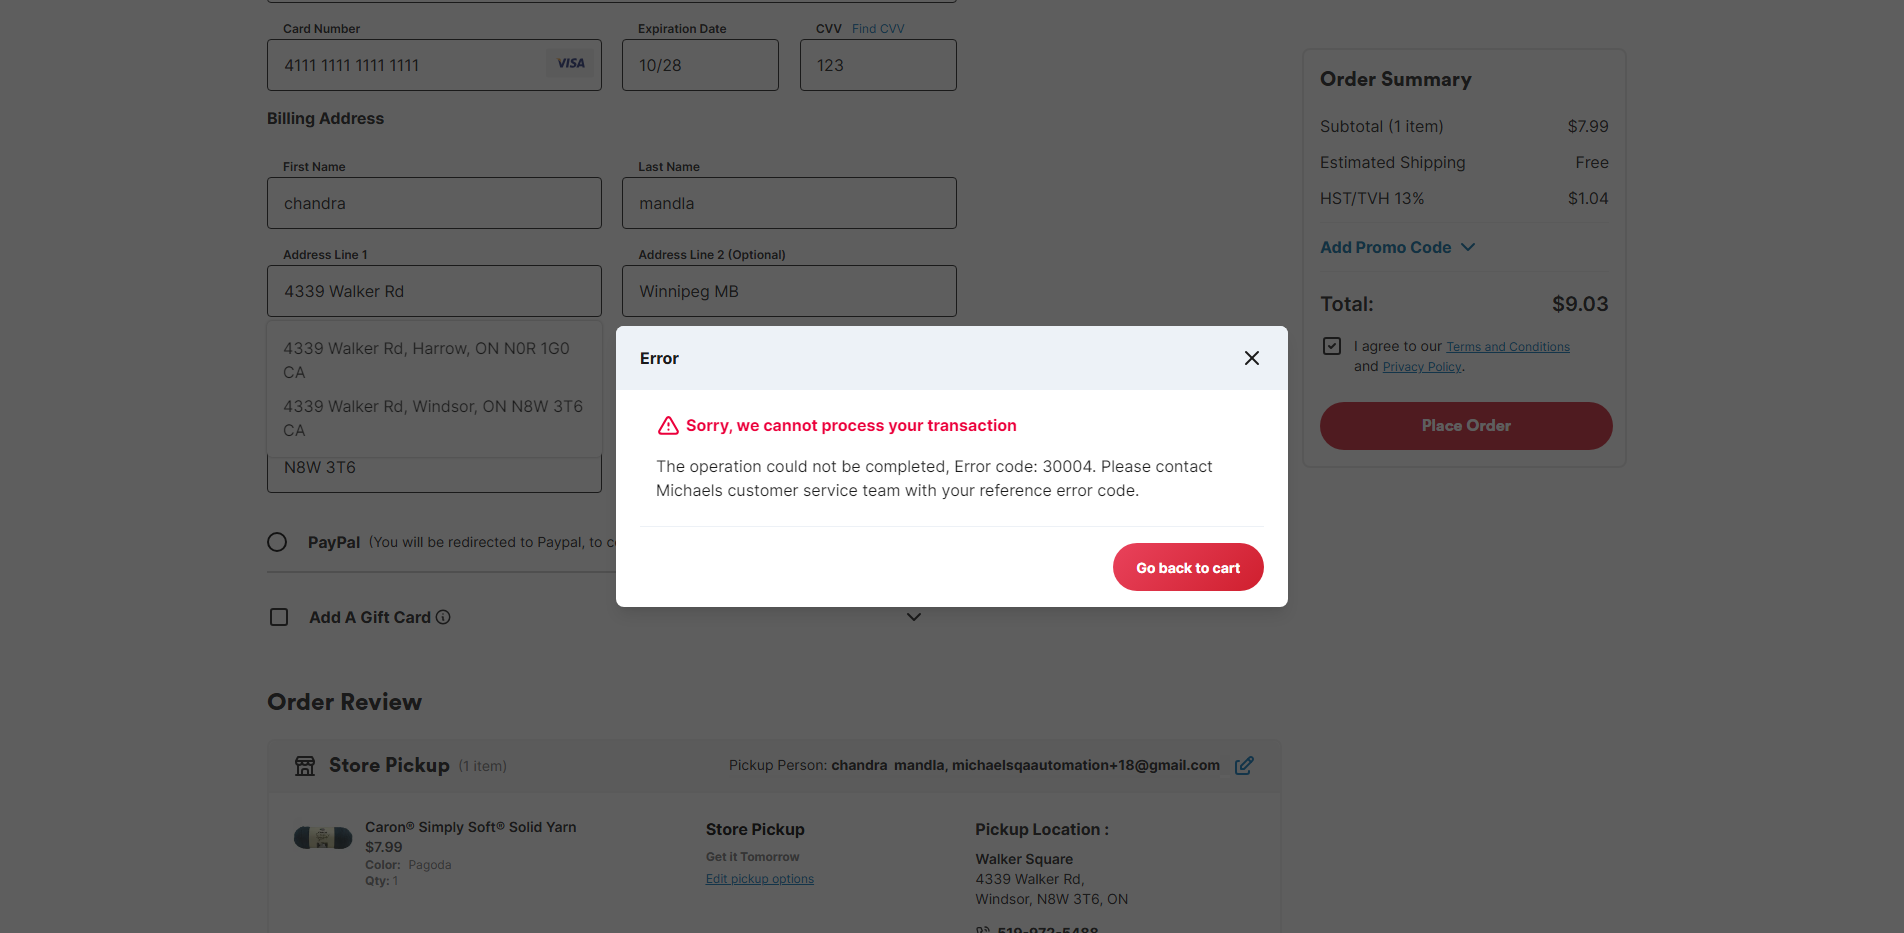 Card Number
Expiration Date
CVV Find CVV
4111 1111 1111 1111
VISA
10/28
123
Billing Address
First Name
Last Name
chandra
mandla
Address Line 1
Address Line 2 (Optional)
4339 Walker Rd
Winnipeg MB
4339 Walker Rd, Harrow, ON N0R 1G0
CA
4339 Walker Rd, Windsor, ON N8W 3T6
CA
N8W 3T6
PayPal (You will be redirected to Paypal, to
Add A Gift Card
Order Summary
Subtotal (1 item) $7.99
Estimated Shipping Free
HST/TVH 13% $1.04
Add Promo Code
Total: $9.03
I agree to our Terms and Conditions
and Privacy Policy.
Place Order
Error
Sorry, we cannot process your transaction
The operation could not be completed, Error code: 30004. Please contact
Michaels customer service team with your reference error code.
Go back to cart
Order Review
Store Pickup (1 item)
Pickup Person: chandra mandla, michaelsqaautomation+18@gmail.com
Caron® Simply Soft® Solid Yarn
$7.99
Color: Pagoda
Qty: 1
Store Pickup
Get it Tomorrow
Edit pickup options
Pickup Location :
Walker Square
4339 Walker Rd,
Windsor, N8W 3T6, ON
519-972-5488